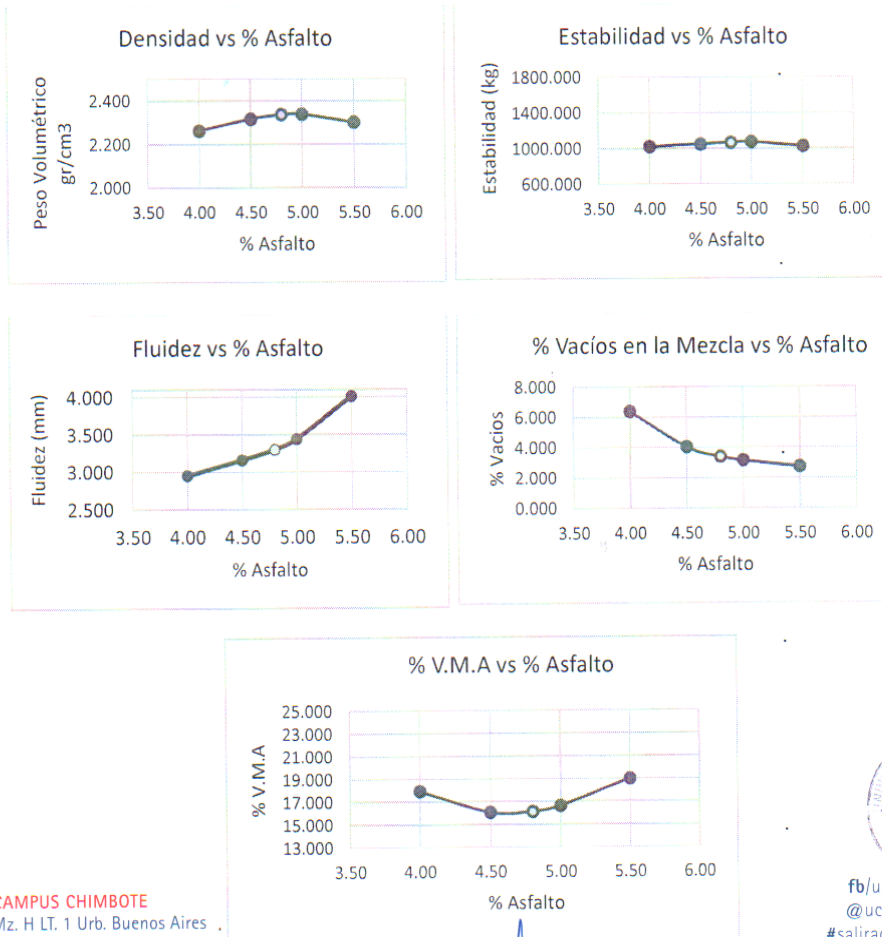 Densidad vs % Asfalto
Peso Volumétrico
gr/cm3
2.400
2.200
2.000
3.50 4.00 4.50 5.00 5.50 6.00
% Asfalto
Estabilidad vs % Asfalto
Estabilidad (kg)
1800.000
1400.000
1000.000
600.000
3.50 4.00 4.50 5.00 5.50 6.00
% Asfalto
Fluidez vs % Asfalto
Fluidez (mm)
4.000
3.500
3.000
2.500
3.50 4.00 4.50 5.00 5.50 6.00
% Asfalto
% Vacíos en la Mezcla vs % Asfalto
% Vacios
8.000
6.000
4.000
2.000
0.000
3.50 4.00 4.50 5.00 5.50 6.00
% Asfalto
% V.M.A vs % Asfalto
% V.M.A
25.000
23.000
21.000
19.000
17.000
15.000
13.000
3.50 4.00 4.50 5.00 5.50 6.00
% Asfalto
CAMPUS CHIMBOTE
Mz. H LT. 1 Urb. Buenos Aires
fb/u
@uc
#salirac